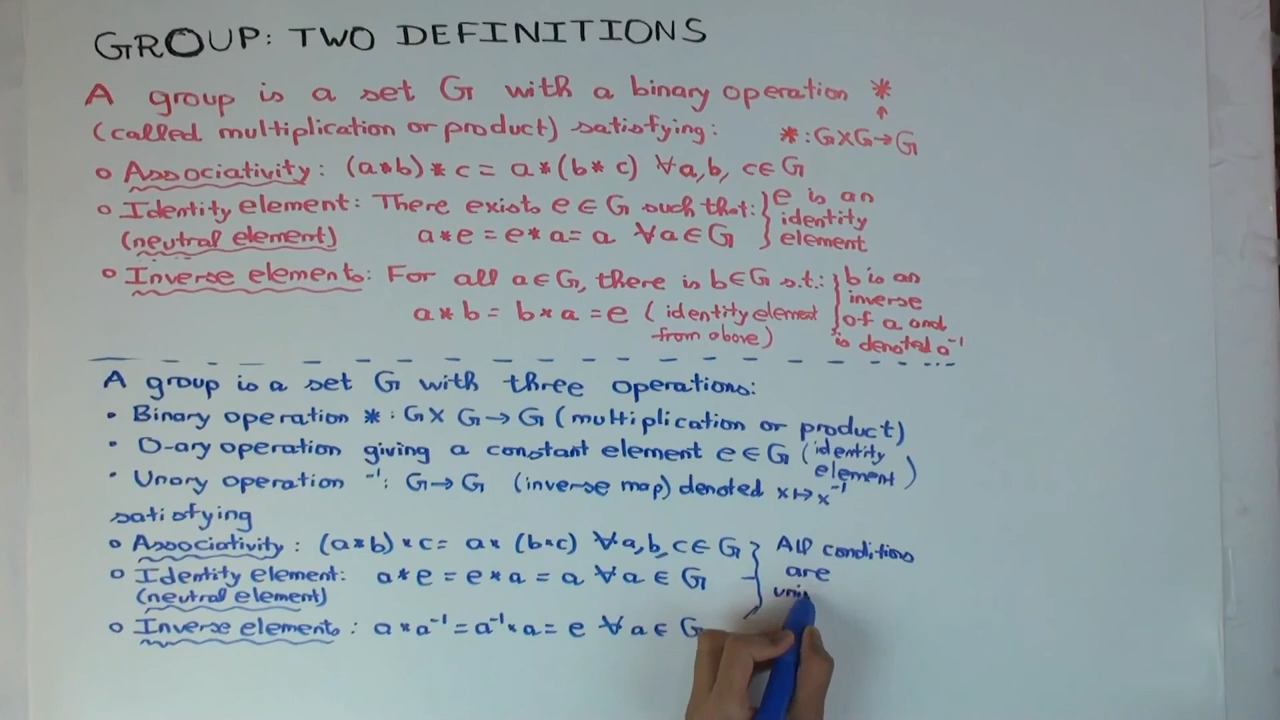 GROUP: TWO DEFINITIONS
A group is a set G with a binary operation *
(called multiplication or product) satisfying: *: G×G→G
Associativity: (a*b)*c = a*(b*c) ∀a,b, c∈G
Identity element: There exists e∈G such that: e is an
(neutral element) a*e = e*a = a ∀a∈G identity
element
Inverse elements: For all a∈G, there is b∈G s.t.: b is an
inverse
a*b = b*a = e (identity element of a and
from above) is denoted a⁻¹
A group is a set G with three operations:
• Binary operation *: G×G→G (multiplication or product)
• 0-ary operation giving a constant element e∈G (identity
element)
• Unary operation ⁻¹: G→G (inverse map) denoted x↦x⁻¹
satisfying
Associativity: (a*b)*c = a*(b*c) ∀a,b,c∈G All conditions
Identity element: a*e = e*a = a ∀a∈G are
(neutral element) uni
Inverse elements: a*a⁻¹ = a⁻¹*a = e ∀a∈G